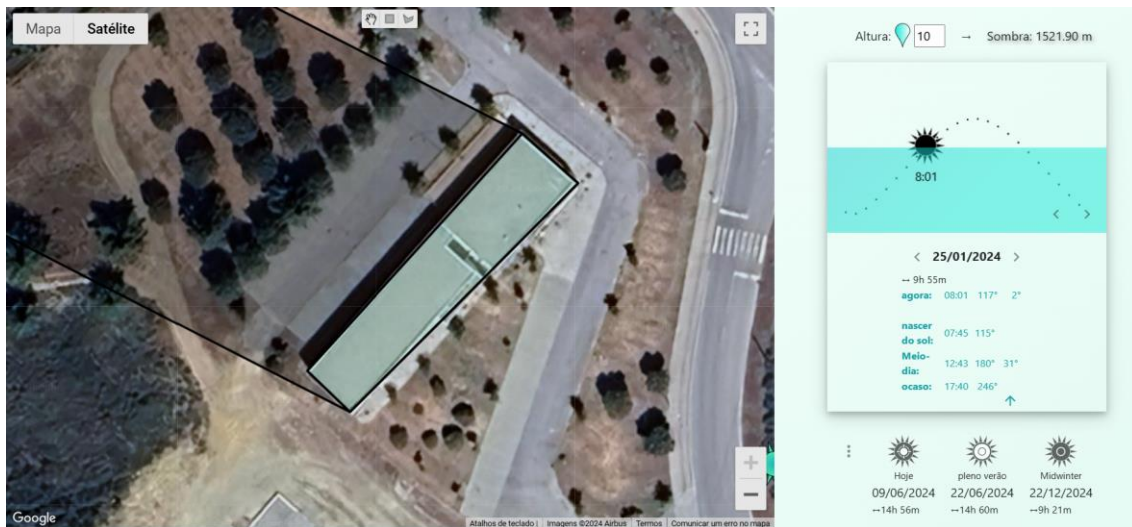 Mapa Satélite
Altura: 10 → Sombra: 1521.90 m
8:01
< >
< 25/01/2024 >
↔ 9h 55m
agora: 08:01 117° 2°
nascer
do sol: 07:45 115°
Meio-
dia: 12:43 180° 31°
ocaso: 17:40 246°
↑
Hoje pleno verão Midwinter
09/06/2024 22/06/2024 22/12/2024
↔14h 56m ↔14h 60m ↔9h 21m
+
−
Google
Atalhos de teclado Imagens ©2024 Airbus Termos Comunicar um erro no mapa